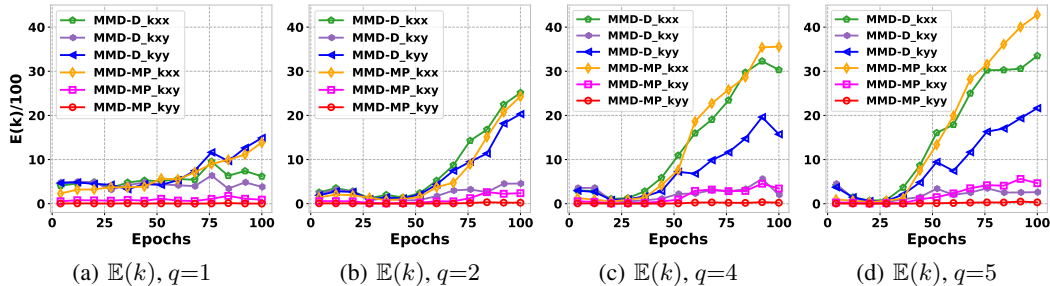 E(k)/100
40
30
20
10
0
MMD-D_kxx
MMD-D_kxy
MMD-D_kyy
MMD-MP_kxx
MMD-MP_kxy
MMD-MP_kyy
0 25 50 75 100
Epochs
(a) 𝔼(k), q=1
40
30
20
10
0
MMD-D_kxx
MMD-D_kxy
MMD-D_kyy
MMD-MP_kxx
MMD-MP_kxy
MMD-MP_kyy
0 25 50 75 100
Epochs
(b) 𝔼(k), q=2
40
30
20
10
0
MMD-D_kxx
MMD-D_kxy
MMD-D_kyy
MMD-MP_kxx
MMD-MP_kxy
MMD-MP_kyy
0 25 50 75 100
Epochs
(c) 𝔼(k), q=4
40
30
20
10
0
MMD-D_kxx
MMD-D_kxy
MMD-D_kyy
MMD-MP_kxx
MMD-MP_kxy
MMD-MP_kyy
0 25 50 75 100
Epochs
(d) 𝔼(k), q=5